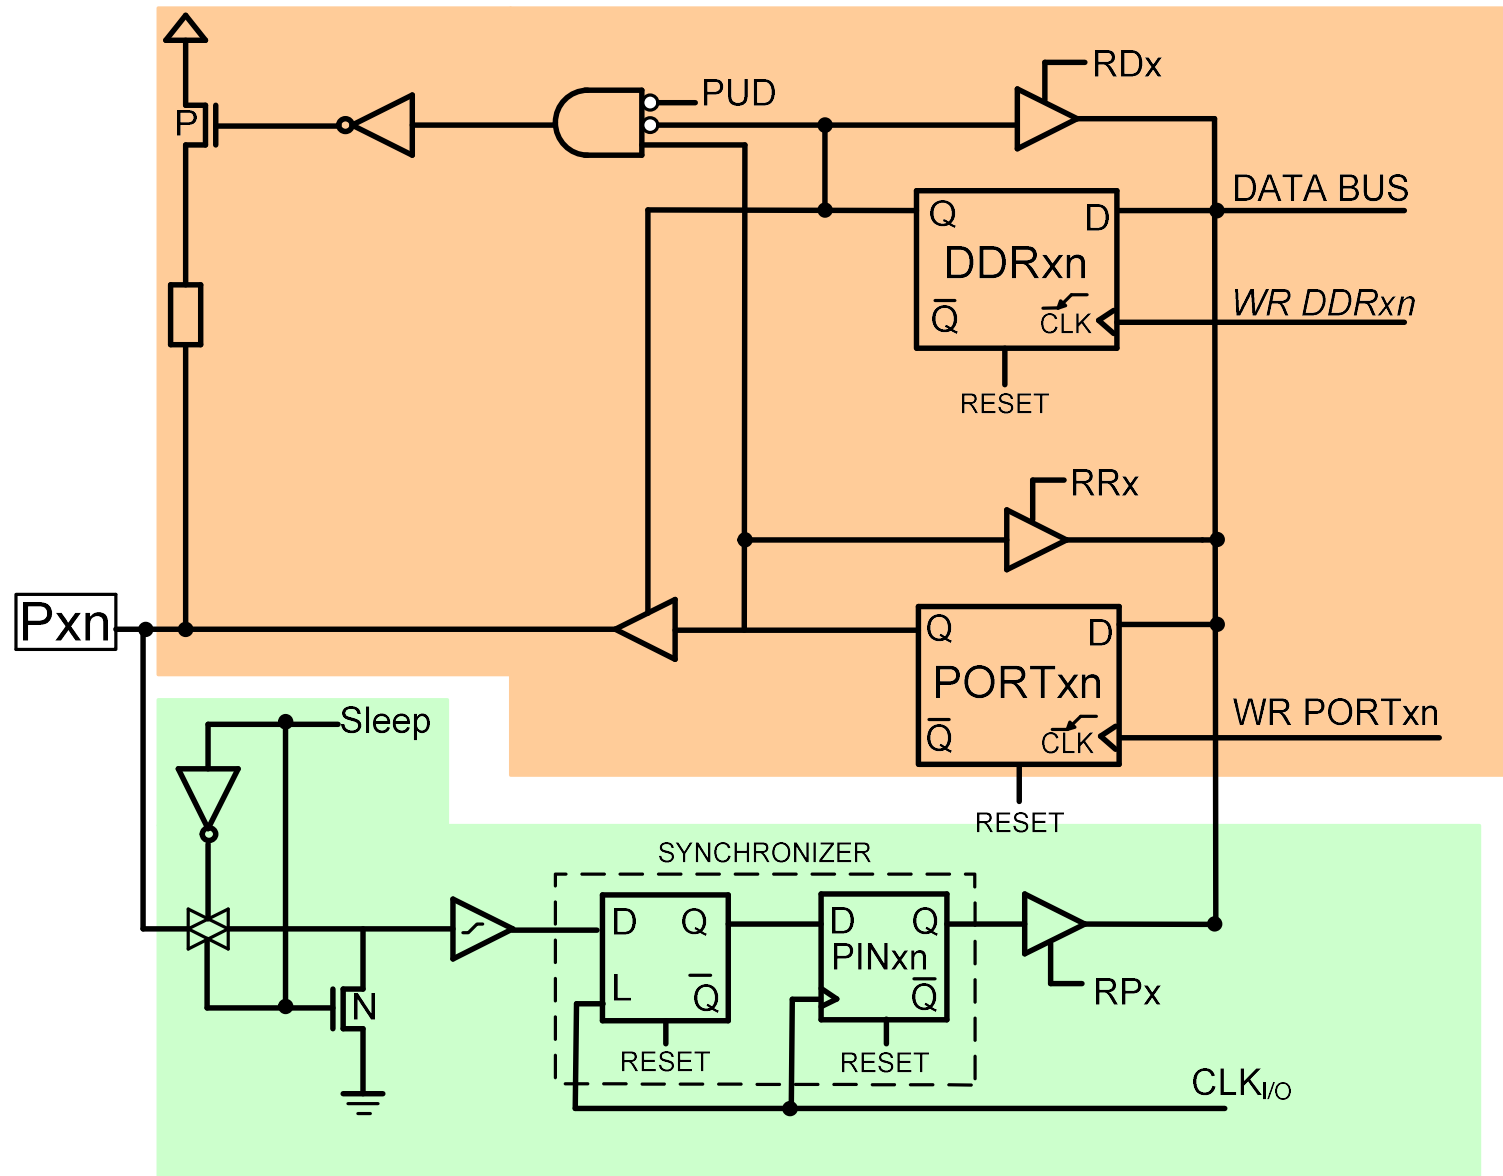 RDx
PUD
P
DATA BUS
Q D
DDRxn
WR DDRxn
Q̅
CLK
RESET
RRx
Pxn
Q D
PORTxn
WR PORTxn
Q̅
CLK
RESET
Sleep
SYNCHRONIZER
D Q
L Q̅
RESET
D Q
PINxn
Q̅
RESET
RPx
N
CLKI/O